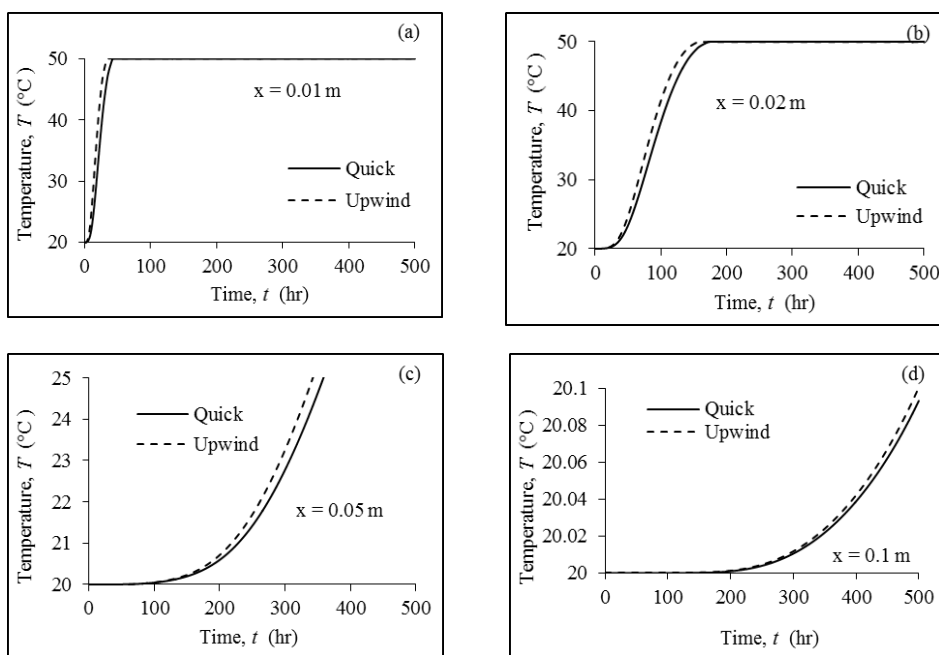 (a)
50
40
30
20
Temperature, T (°C)
x = 0.01 m
Quick
Upwind
0 100 200 300 400 500
Time, t (hr)
(b)
50
40
30
20
Temperature, T (°C)
x = 0.02 m
Quick
Upwind
0 100 200 300 400 500
Time, t (hr)
(c)
25
24
23
22
21
20
Temperature, T (°C)
Quick
Upwind
x = 0.05 m
0 100 200 300 400 500
Time, t (hr)
(d)
20.1
20.08
20.06
20.04
20.02
20
Temperature, T (°C)
Quick
Upwind
x = 0.1 m
0 100 200 300 400 500
Time, t (hr)